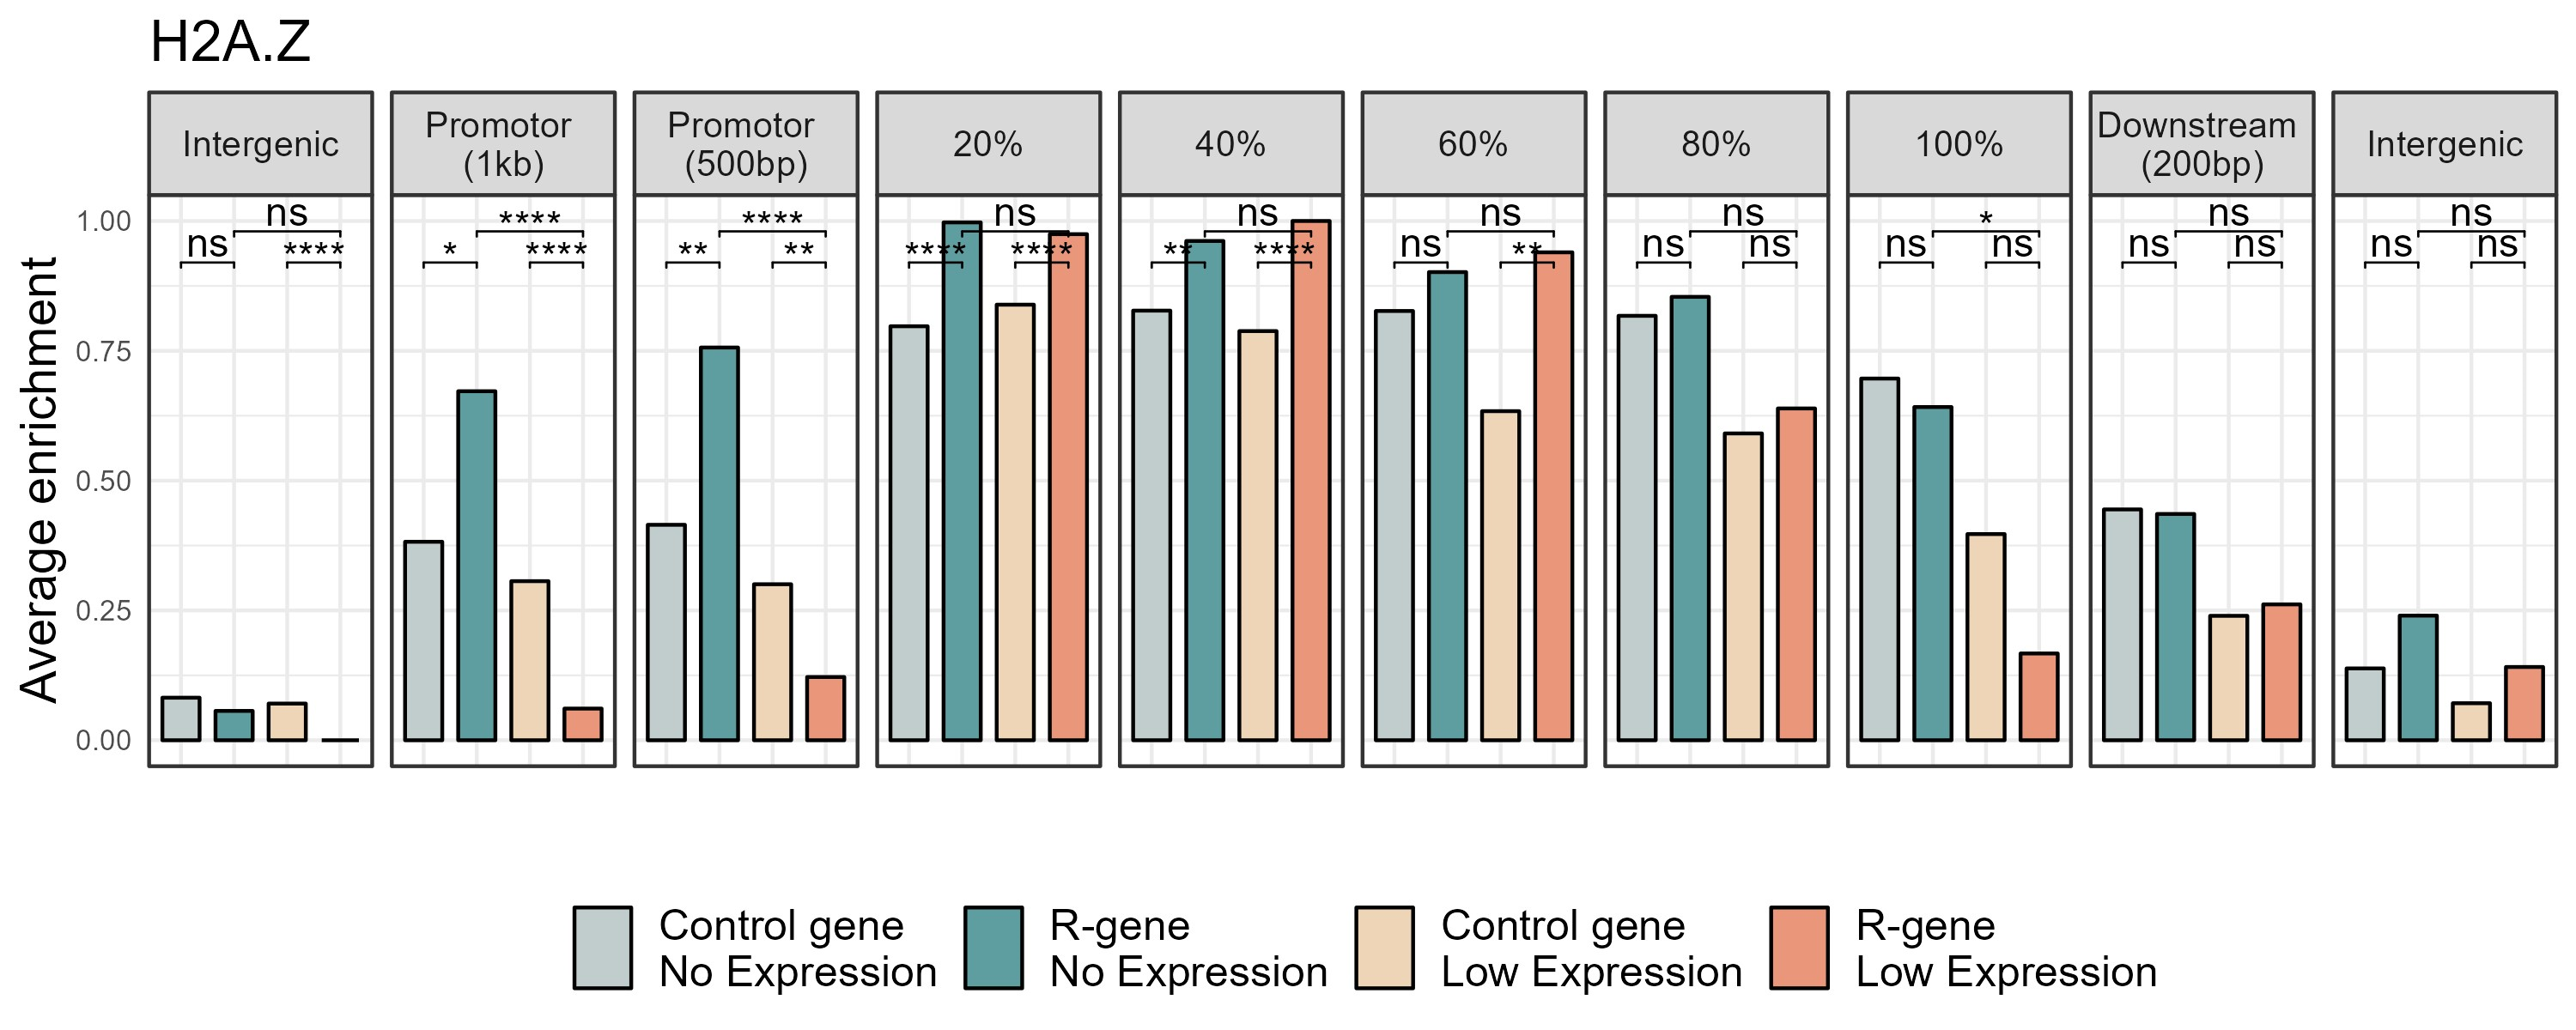 H2A.Z
Intergenic
Promotor
(1kb)
Promotor
(500bp)
20%
40%
60%
80%
100%
Downstream
(200bp)
Intergenic
Average enrichment
1.00
0.75
0.50
0.25
0.00
ns
ns
****
****
*
****
****
**
**
ns
****
****
ns
**
****
ns
ns
**
ns
ns
ns
*
ns
ns
ns
ns
ns
ns
ns
ns
Control gene
No Expression
R-gene
No Expression
Control gene
Low Expression
R-gene
Low Expression